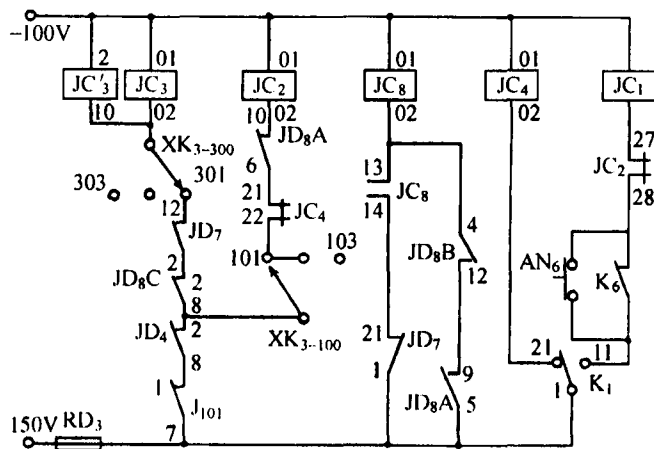 −100V
2 01 01 01 01
JC'₃ JC₃ JC₂ JC₈ JC₄ JC₁
10 02 02 02 02
10 JD₈A
XK₃₋₃₀₀
6
13
27
JC₂
28
303 301
21
22 JC₄
JC₈
14
12
JD₇
101 103
4
JD₈B
12
AN₆ K₆
2 2
JD₈C
8
XK₃₋₁₀₀
JD₄ 2
8
21
JD₇
1
21 11
1 K₁
9
JD₈A
5
1
J₁₀₁
7
150V RD₃